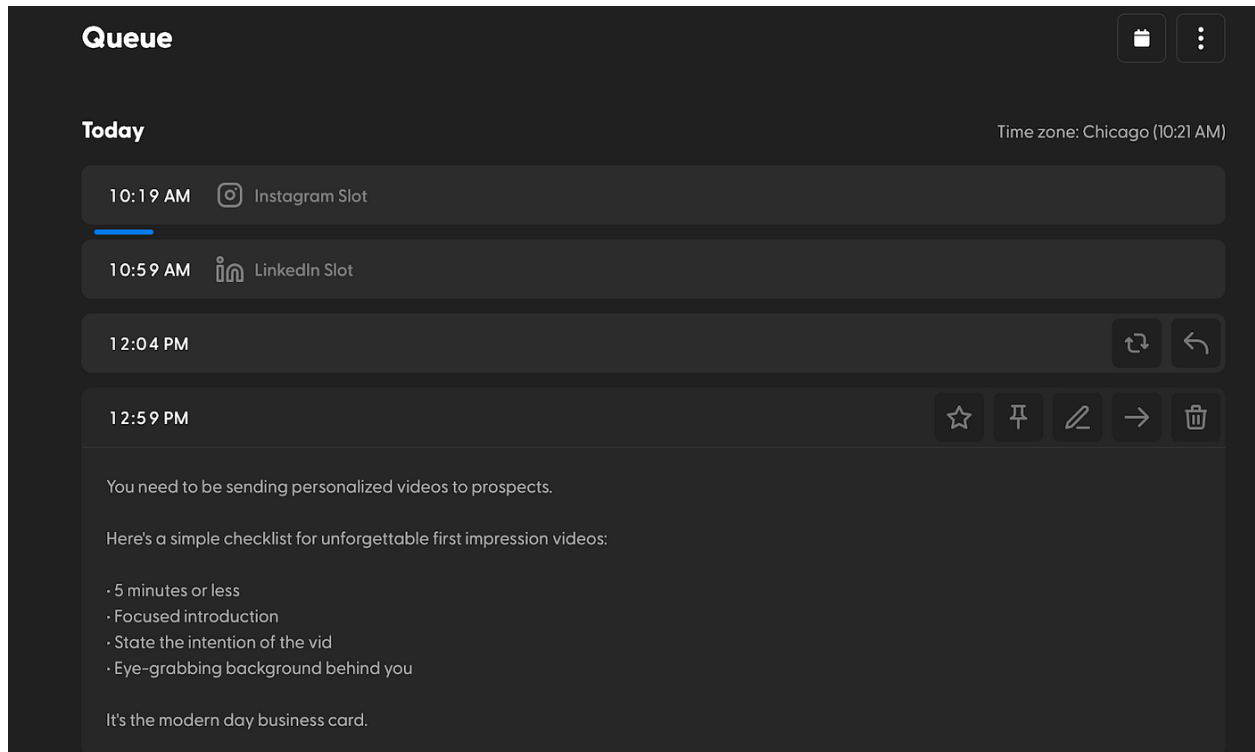 Queue
Today
Time zone: Chicago (10:21 AM)
10:19 AM Instagram Slot
10:59 AM LinkedIn Slot
12:04 PM
12:59 PM
You need to be sending personalized videos to prospects.
Here's a simple checklist for unforgettable first impression videos:
· 5 minutes or less
· Focused introduction
· State the intention of the vid
· Eye-grabbing background behind you
It's the modern day business card.